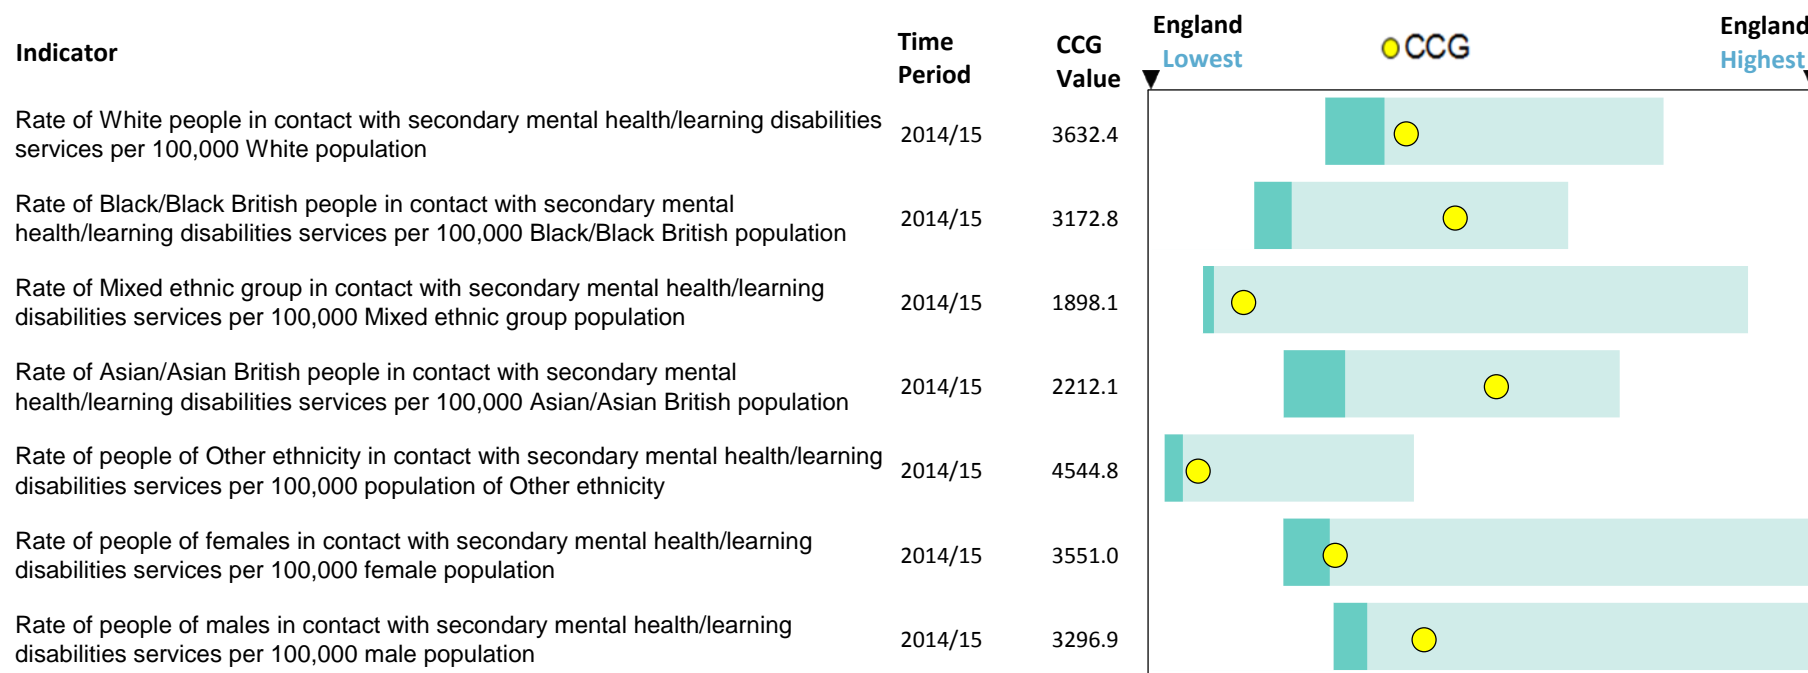 Indicator
Time
Period
CCG
Value
England
Lowest
CCG
England
Highest
Rate of White people in contact with secondary mental health/learning disabilities
services per 100,000 White population
2014/15
3632.4
Rate of Black/Black British people in contact with secondary mental
health/learning disabilities services per 100,000 Black/Black British population
2014/15
3172.8
Rate of Mixed ethnic group in contact with secondary mental health/learning
disabilities services per 100,000 Mixed ethnic group population
2014/15
1898.1
Rate of Asian/Asian British people in contact with secondary mental
health/learning disabilities services per 100,000 Asian/Asian British population
2014/15
2212.1
Rate of people of Other ethnicity in contact with secondary mental health/learning
disabilities services per 100,000 population of Other ethnicity
2014/15
4544.8
Rate of people of females in contact with secondary mental health/learning
disabilities services per 100,000 female population
2014/15
3551.0
Rate of people of males in contact with secondary mental health/learning
disabilities services per 100,000 male population
2014/15
3296.9